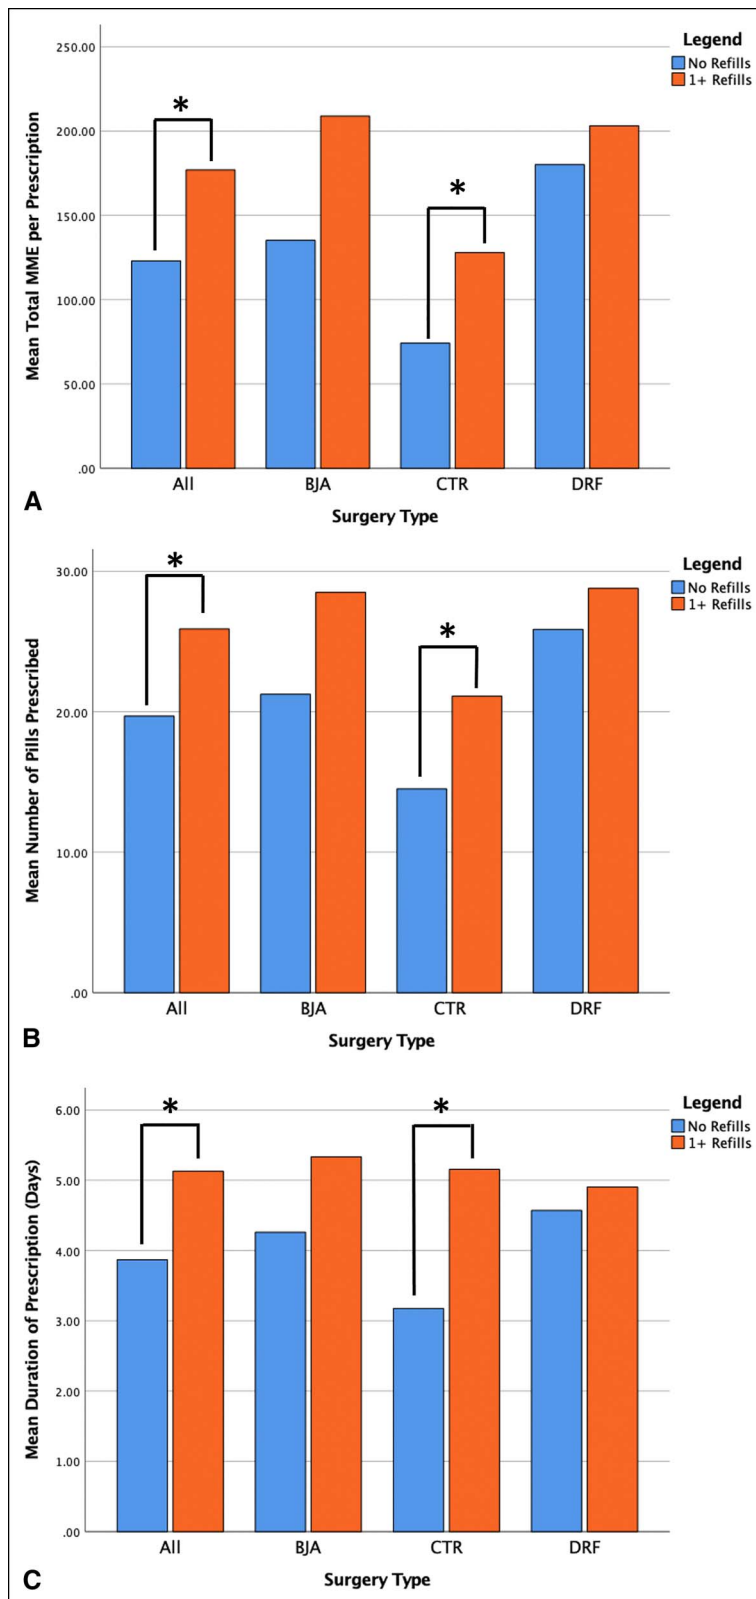 Legend
No Refills
1+ Refills
Mean Total MME per Prescription
250.00
200.00
150.00
100.00
50.00
.00
*
*
All BJA CTR DRF
Surgery Type
A
Legend
No Refills
1+ Refills
Mean Number of Pills Prescribed
30.00
20.00
10.00
.00
*
*
All BJA CTR DRF
Surgery Type
B
Legend
No Refills
1+ Refills
Mean Duration of Prescription (Days)
6.00
5.00
4.00
3.00
2.00
1.00
.00
*
*
All BJA CTR DRF
Surgery Type
C